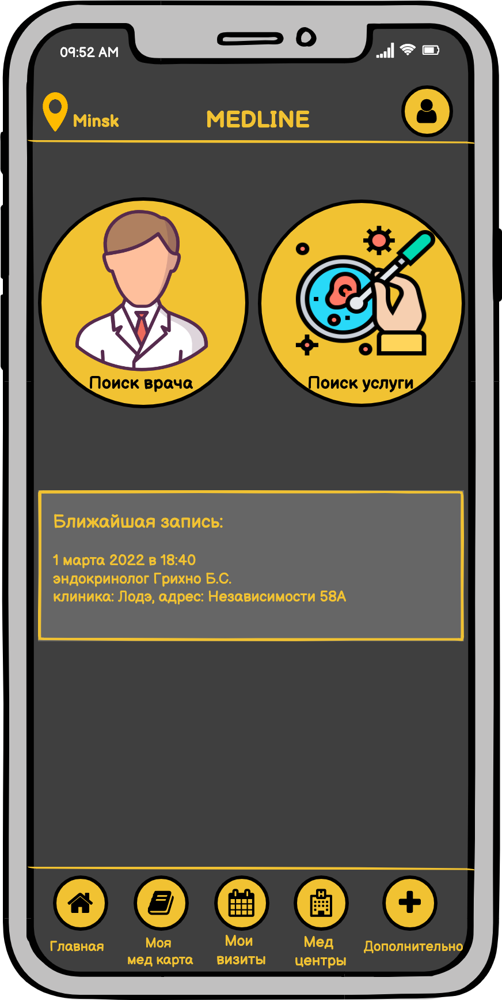 09:52 AM
Minsk
MEDLINE
Поиск врача
Поиск услуги
Ближайшая запись:
1 марта 2022 в 18:40
эндокринолог Грихно Б.С.
клиника: Лодэ, адрес: Независимости 58А
Главная
Моя
мед карта
Мои
визиты
Мед
центры
Дополнительно